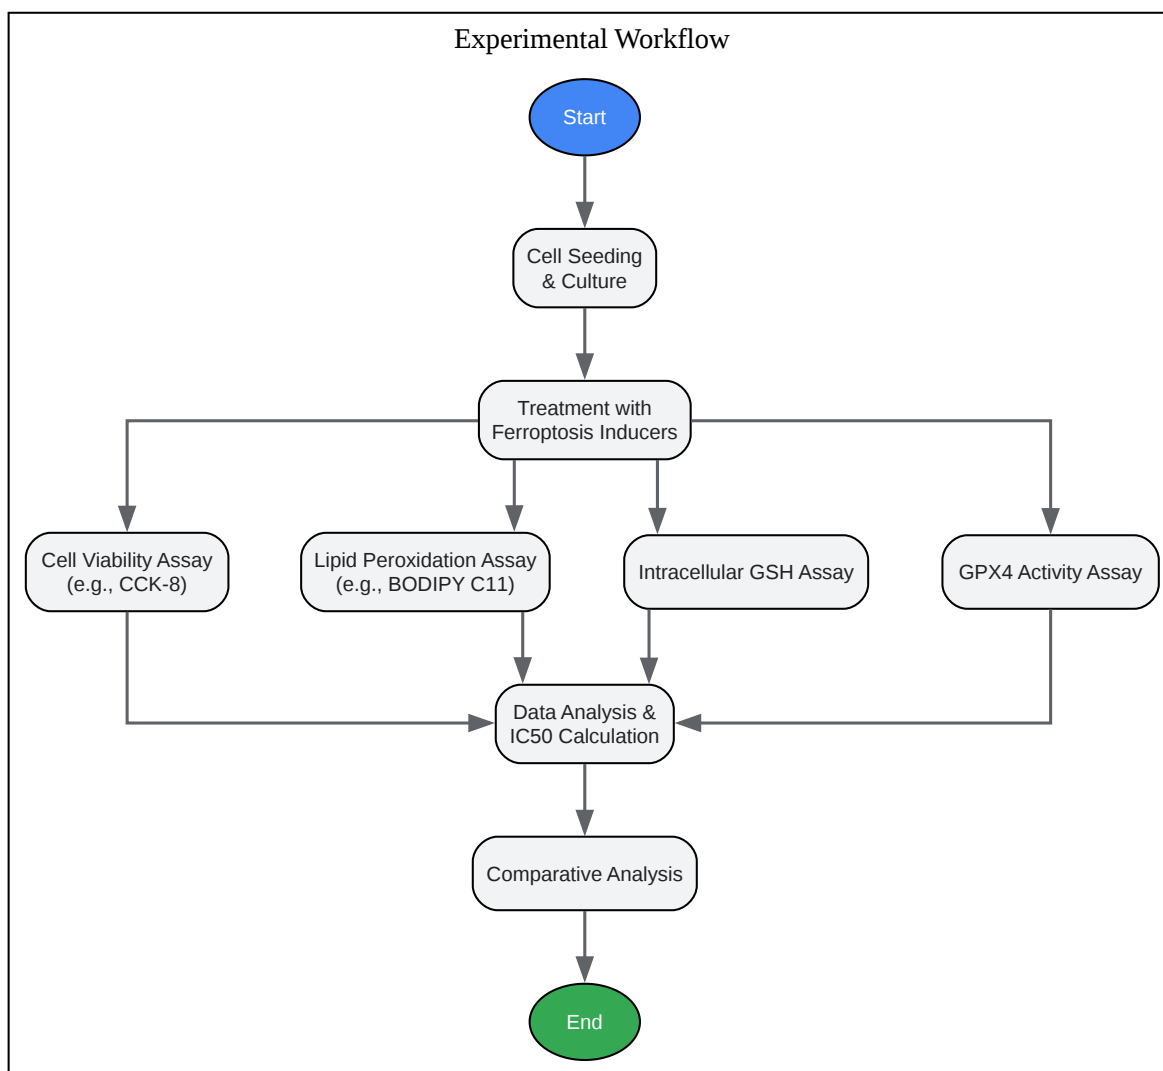 Experimental Workflow
Start
Cell Seeding
& Culture
Treatment with
Ferroptosis Inducers
Cell Viability Assay
(e.g., CCK-8)
Lipid Peroxidation Assay
(e.g., BODIPY C11)
Intracellular GSH Assay
GPX4 Activity Assay
Data Analysis &
IC50 Calculation
Comparative Analysis
End